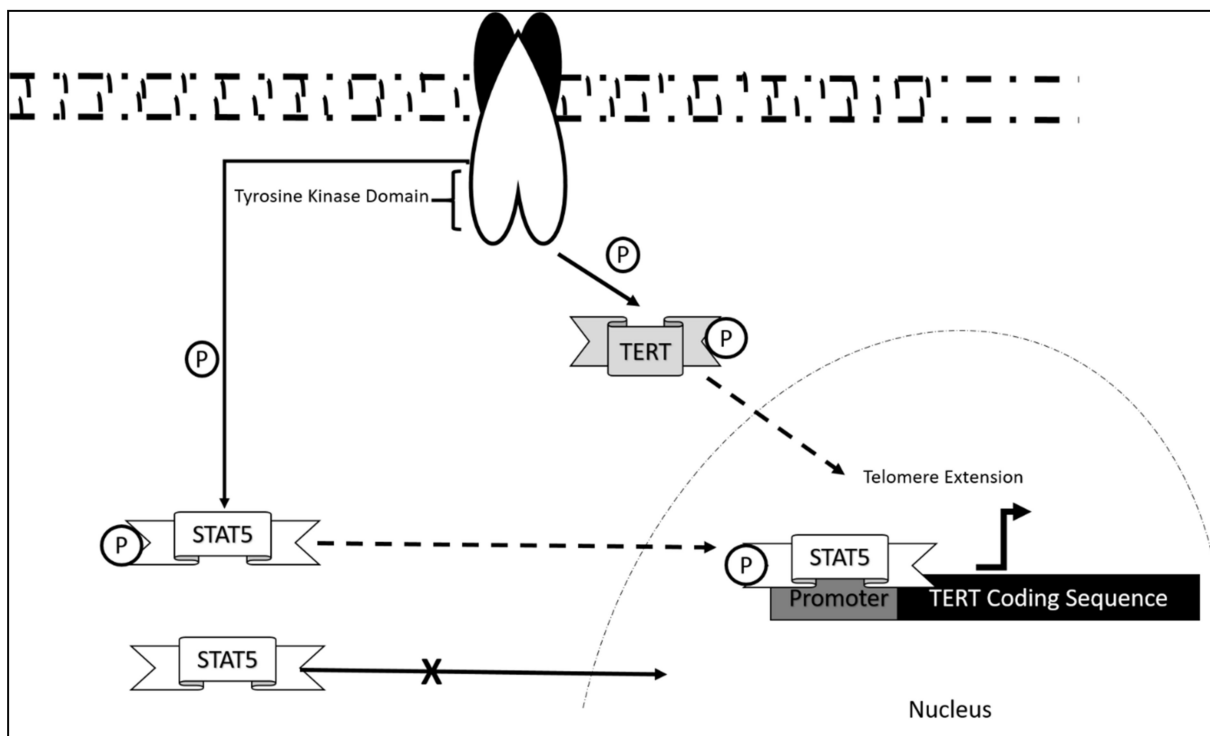 Tyrosine Kinase Domain
P
TERT
P
P
Telomere Extension
P
STAT5
P
STAT5
Promoter
TERT Coding Sequence
STAT5
X
Nucleus